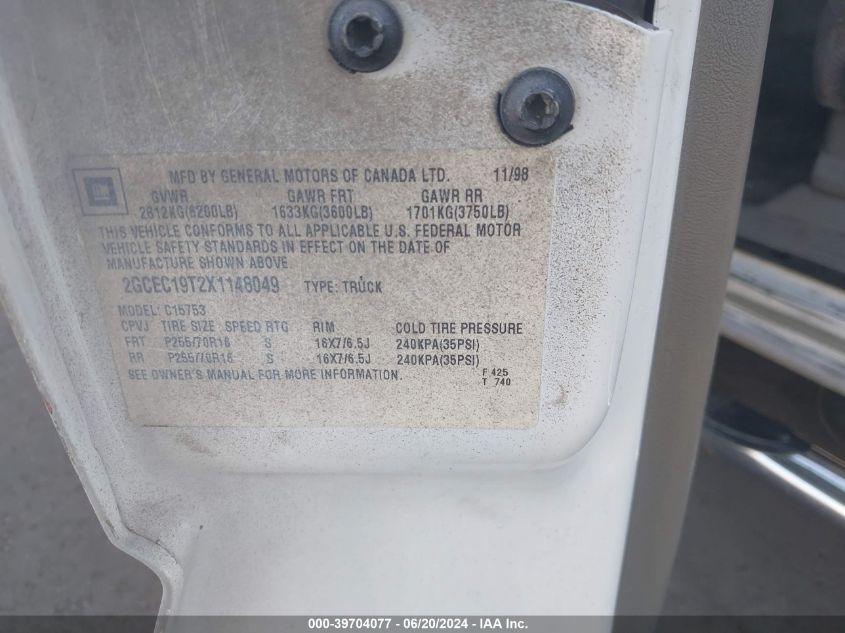 GM
MFD BY GENERAL MOTORS OF CANADA LTD. 11/98
GVWR GAWR FRT GAWR RR
2812KG(6200LB) 1633KG(3600LB) 1701KG(3750LB)
THIS VEHICLE CONFORMS TO ALL APPLICABLE U.S. FEDERAL MOTOR
VEHICLE SAFETY STANDARDS IN EFFECT ON THE DATE OF
MANUFACTURE SHOWN ABOVE.
2GCEC19T2X1148049 TYPE: TRUCK
MODEL: C15753
CPVJ TIRE SIZE SPEED RTG RIM COLD TIRE PRESSURE
FRT P255/70R16 S 16X7/6.5J 240KPA(35PSI)
RR P255/70R16 S 16X7/6.5J 240KPA(35PSI)
SEE OWNER'S MANUAL FOR MORE INFORMATION. F 425
T 740
000-39704077 - 06/20/2024 - IAA Inc.